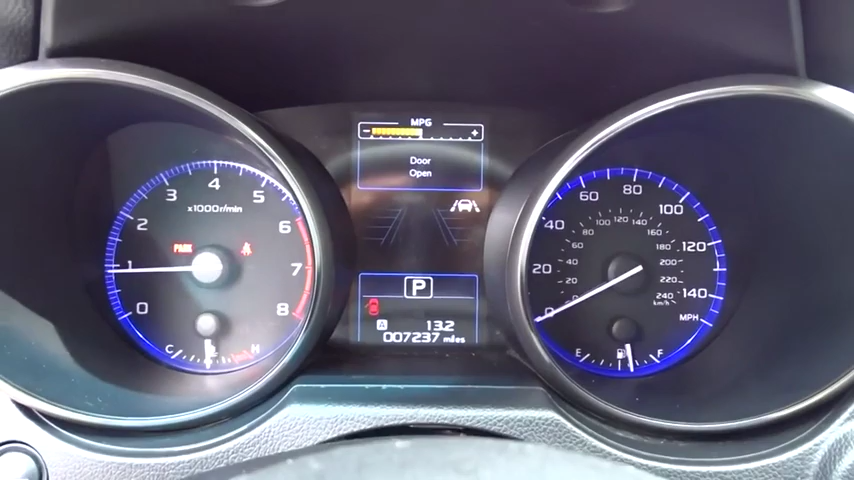 MPG
- +
Door
Open
0
1
2
3
4
5
6
7
8
x1000r/min
PARK
C H
P
A 13.2
007237 miles
0
20
40
60
80
100
120
140
MPH
20
40
60
80
100
120
140
160
180
200
220
240
km/h
E F